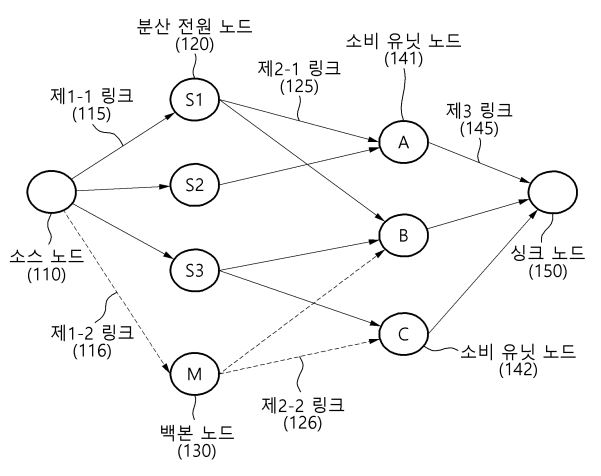 분산 전원 노드
(120)
소비 유닛 노드
(141)
제2-1 링크
(125)
제1-1 링크
(115)
제3 링크
(145)
S1
A
S2
B
소스 노드
(110)
S3
싱크 노드
(150)
제1-2 링크
(116)
C
소비 유닛 노드
(142)
M
제2-2 링크
(126)
백본 노드
(130)